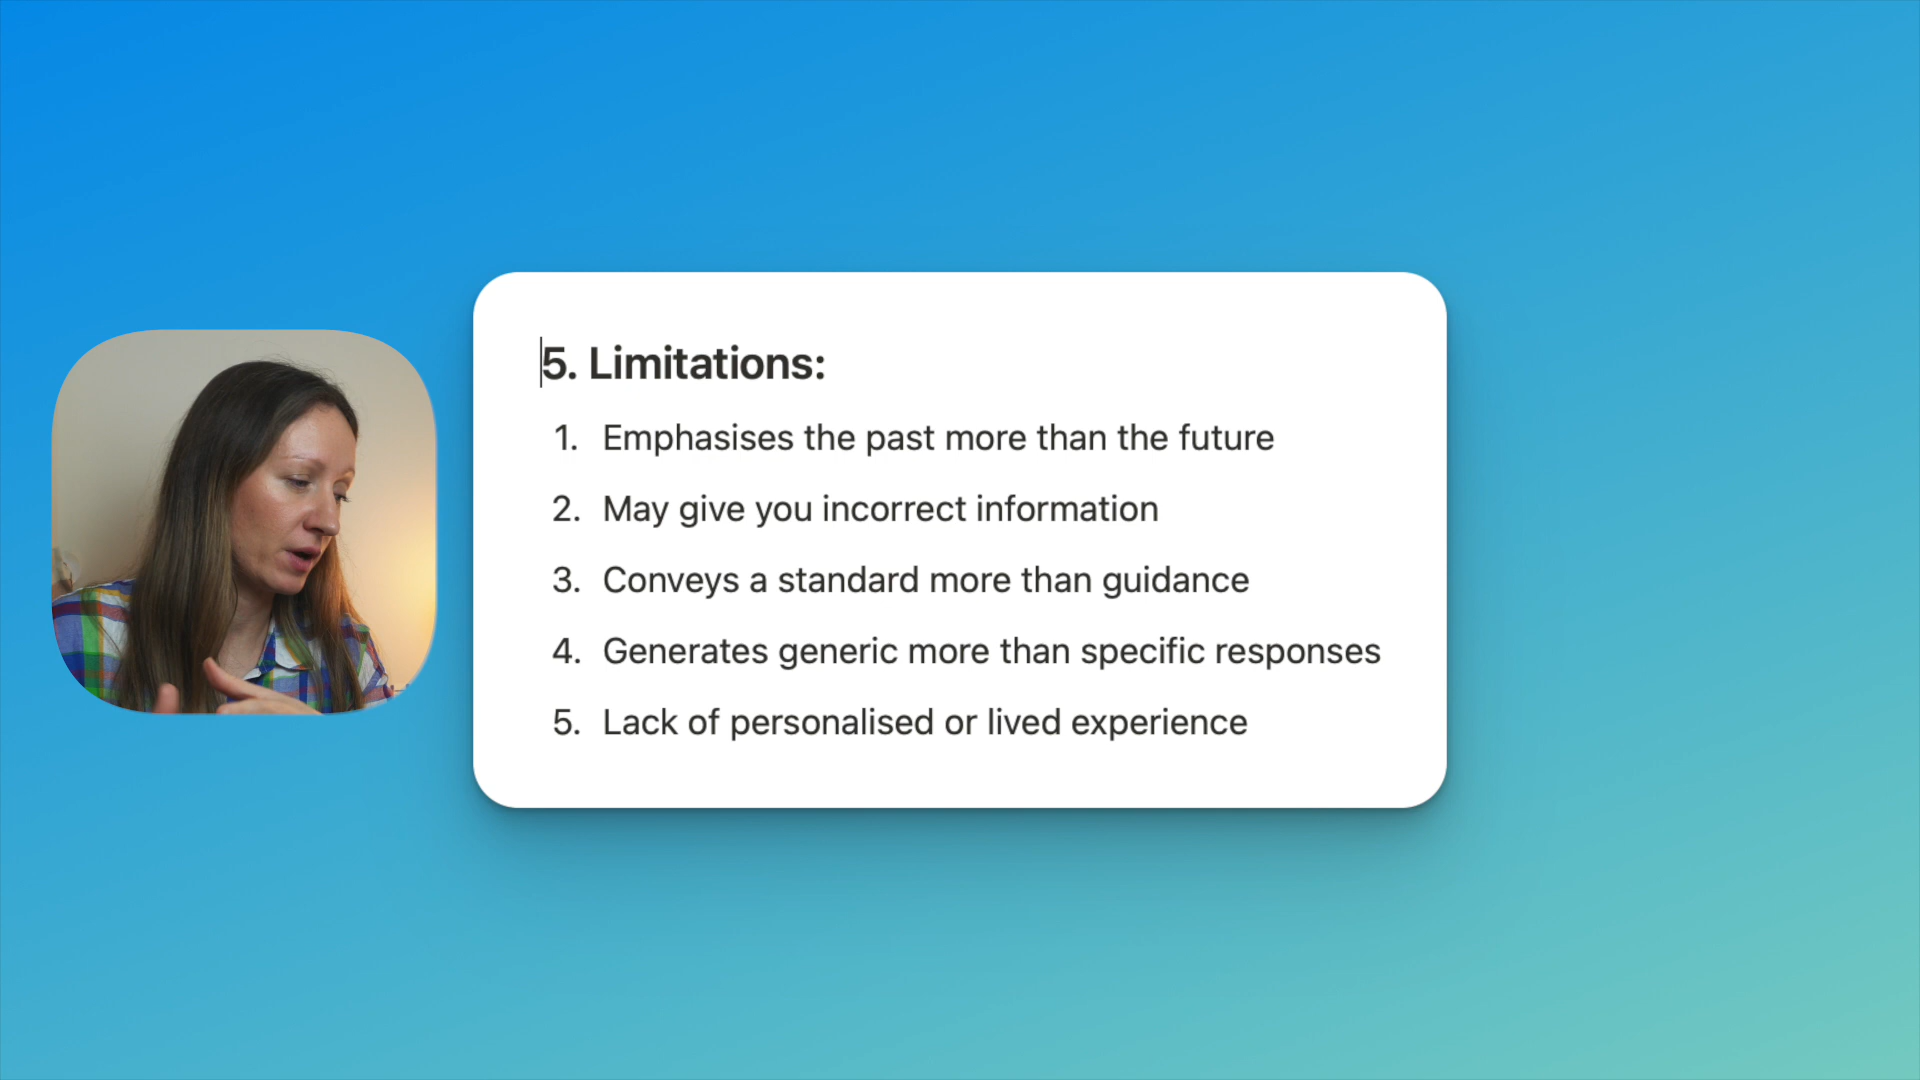 5. Limitations:
1. Emphasises the past more than the future
2. May give you incorrect information
3. Conveys a standard more than guidance
4. Generates generic more than specific responses
5. Lack of personalised or lived experience